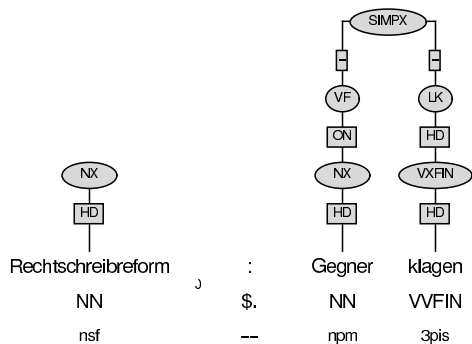 SIMPX
- -
VF LK
ON HD
NX NX VXFIN
HD HD HD
Rechtschreibreform : Gegner klagen
NN $. NN VVFIN
nsf -- npm 3pis